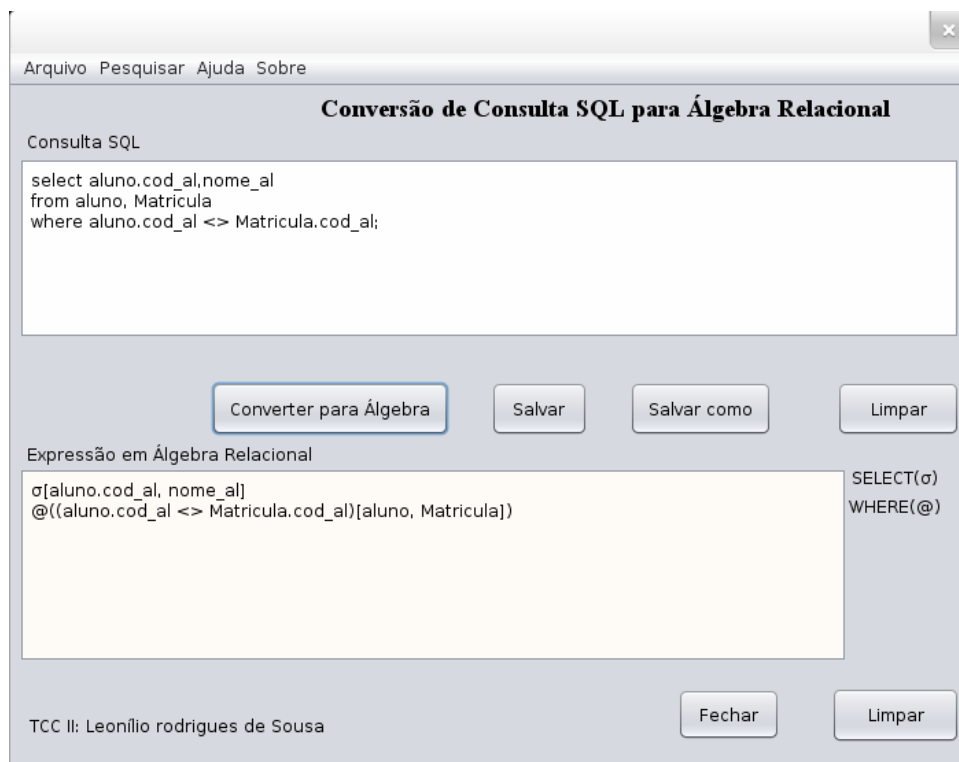 ×
Arquivo Pesquisar Ajuda Sobre
Conversão de Consulta SQL para Álgebra Relacional
Consulta SQL
select aluno.cod_al,nome_al
from aluno, Matricula
where aluno.cod_al <> Matricula.cod_al;
Converter para Álgebra Salvar Salvar como Limpar
Expressão em Álgebra Relacional
σ[aluno.cod_al, nome_al]
@((aluno.cod_al <> Matricula.cod_al)[aluno, Matricula])
SELECT(σ)
WHERE(@)
TCC II: Leonílio rodrigues de Sousa
Fechar Limpar